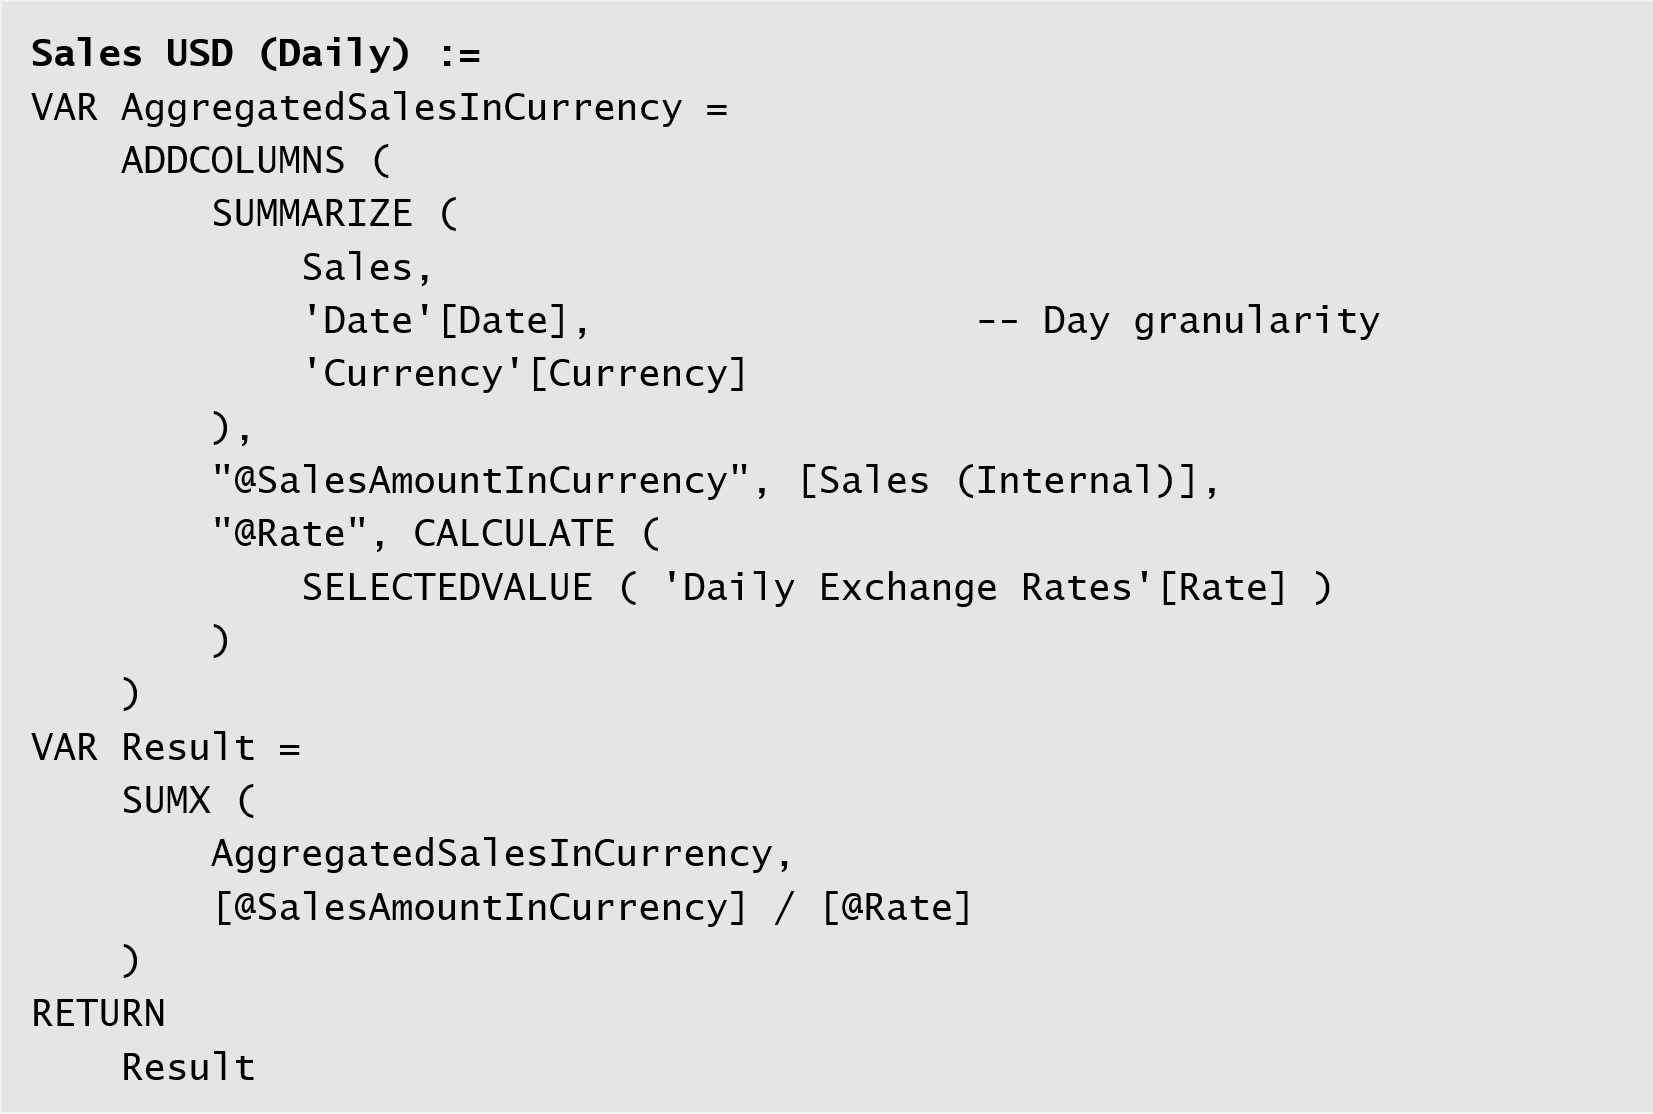 Sales USD (Daily) :=
VAR AggregatedSalesInCurrency =
    ADDCOLUMNS (
        SUMMARIZE (
            Sales,
            'Date'[Date],                 -- Day granularity
            'Currency'[Currency]
        ),
        "@SalesAmountInCurrency", [Sales (Internal)],
        "@Rate", CALCULATE (
            SELECTEDVALUE ( 'Daily Exchange Rates'[Rate] )
        )
    )
VAR Result =
    SUMX (
        AggregatedSalesInCurrency,
        [@SalesAmountInCurrency] / [@Rate]
    )
RETURN
    Result